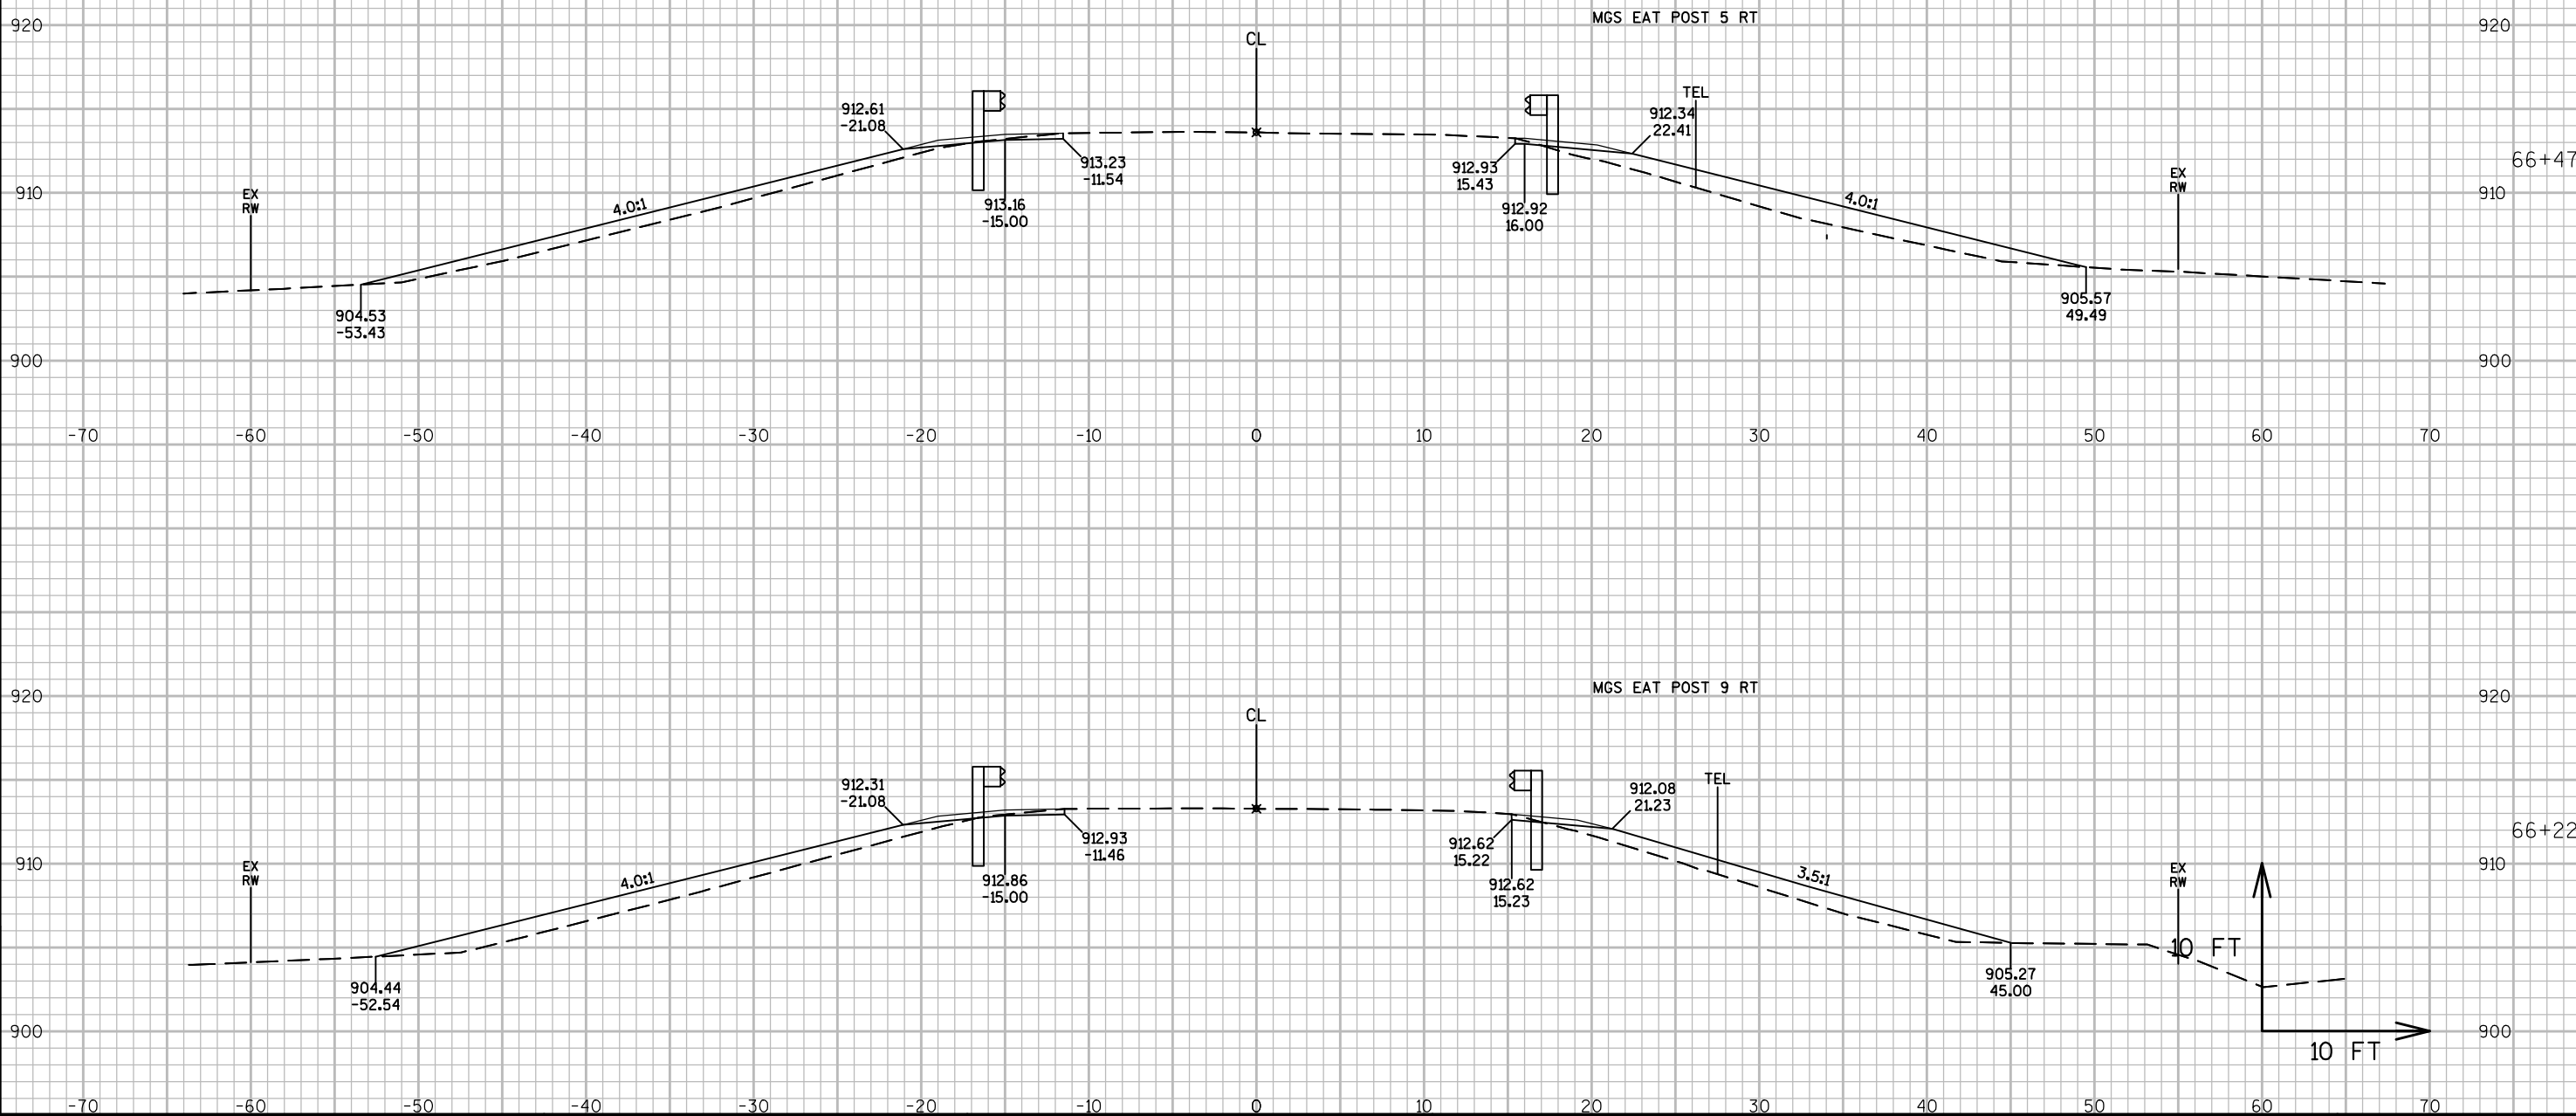 920
MGS EAT POST 5 RT
920
CL
TEL
912.61
-21.08
912.34
22.41
913.23
-11.54
912.93
15.43
66+47
EX
RW
910
4.0:1
913.16
-15.00
912.92
16.00
4.0:1
EX
RW
910
904.53
-53.43
905.57
49.49
900
900
-70 -60 -50 -40 -30 -20 -10 0 10 20 30 40 50 60 70
920
MGS EAT POST 9 RT
920
CL
TEL
912.31
-21.08
912.08
21.23
912.93
-11.46
912.62
15.22
66+22
EX
RW
910
4.0:1
912.86
-15.00
912.62
15.23
3.5:1
EX
RW
910
10 FT
904.44
-52.54
905.27
45.00
900
900
10 FT
-70 -60 -50 -40 -30 -20 -10 0 10 20 30 40 50 60 70